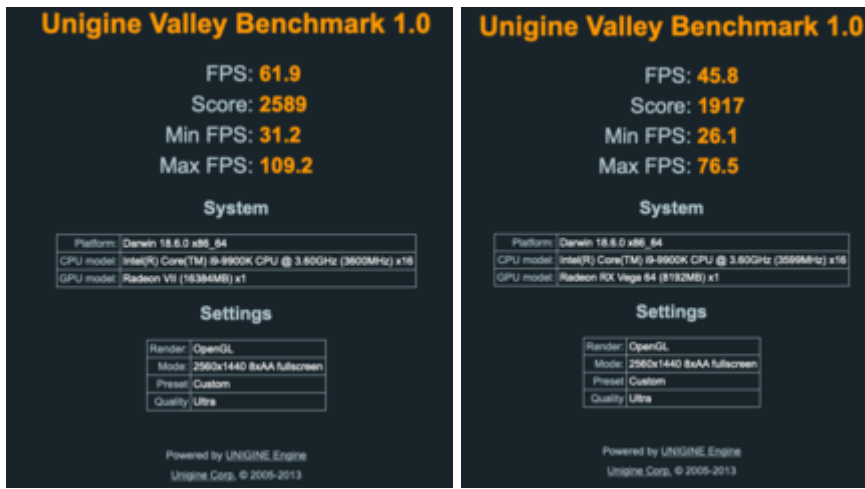 Unigine Valley Benchmark 1.0
FPS: 61.9
Score: 2589
Min FPS: 31.2
Max FPS: 109.2
System
Platform: Darwin 18.6.0 x86_64
CPU model: Intel(R) Core(TM) i9-9900K CPU @ 3.60GHz (3600MHz) x16
GPU model: Radeon VII (16384MB) x1
Settings
Render: OpenGL
Mode: 2560x1440 8xAA fullscreen
Preset Custom
Quality Ultra
Powered by UNIGINE Engine
Unigine Corp. © 2005-2013
Unigine Valley Benchmark 1.0
FPS: 45.8
Score: 1917
Min FPS: 26.1
Max FPS: 76.5
System
Platform: Darwin 18.6.0 x86_64
CPU model: Intel(R) Core(TM) i9-9900K CPU @ 3.60GHz (3599MHz) x16
GPU model: Radeon RX Vega 64 (8192MB) x1
Settings
Render: OpenGL
Mode: 2560x1440 8xAA fullscreen
Preset Custom
Quality Ultra
Powered by UNIGINE Engine
Unigine Corp. © 2005-2013